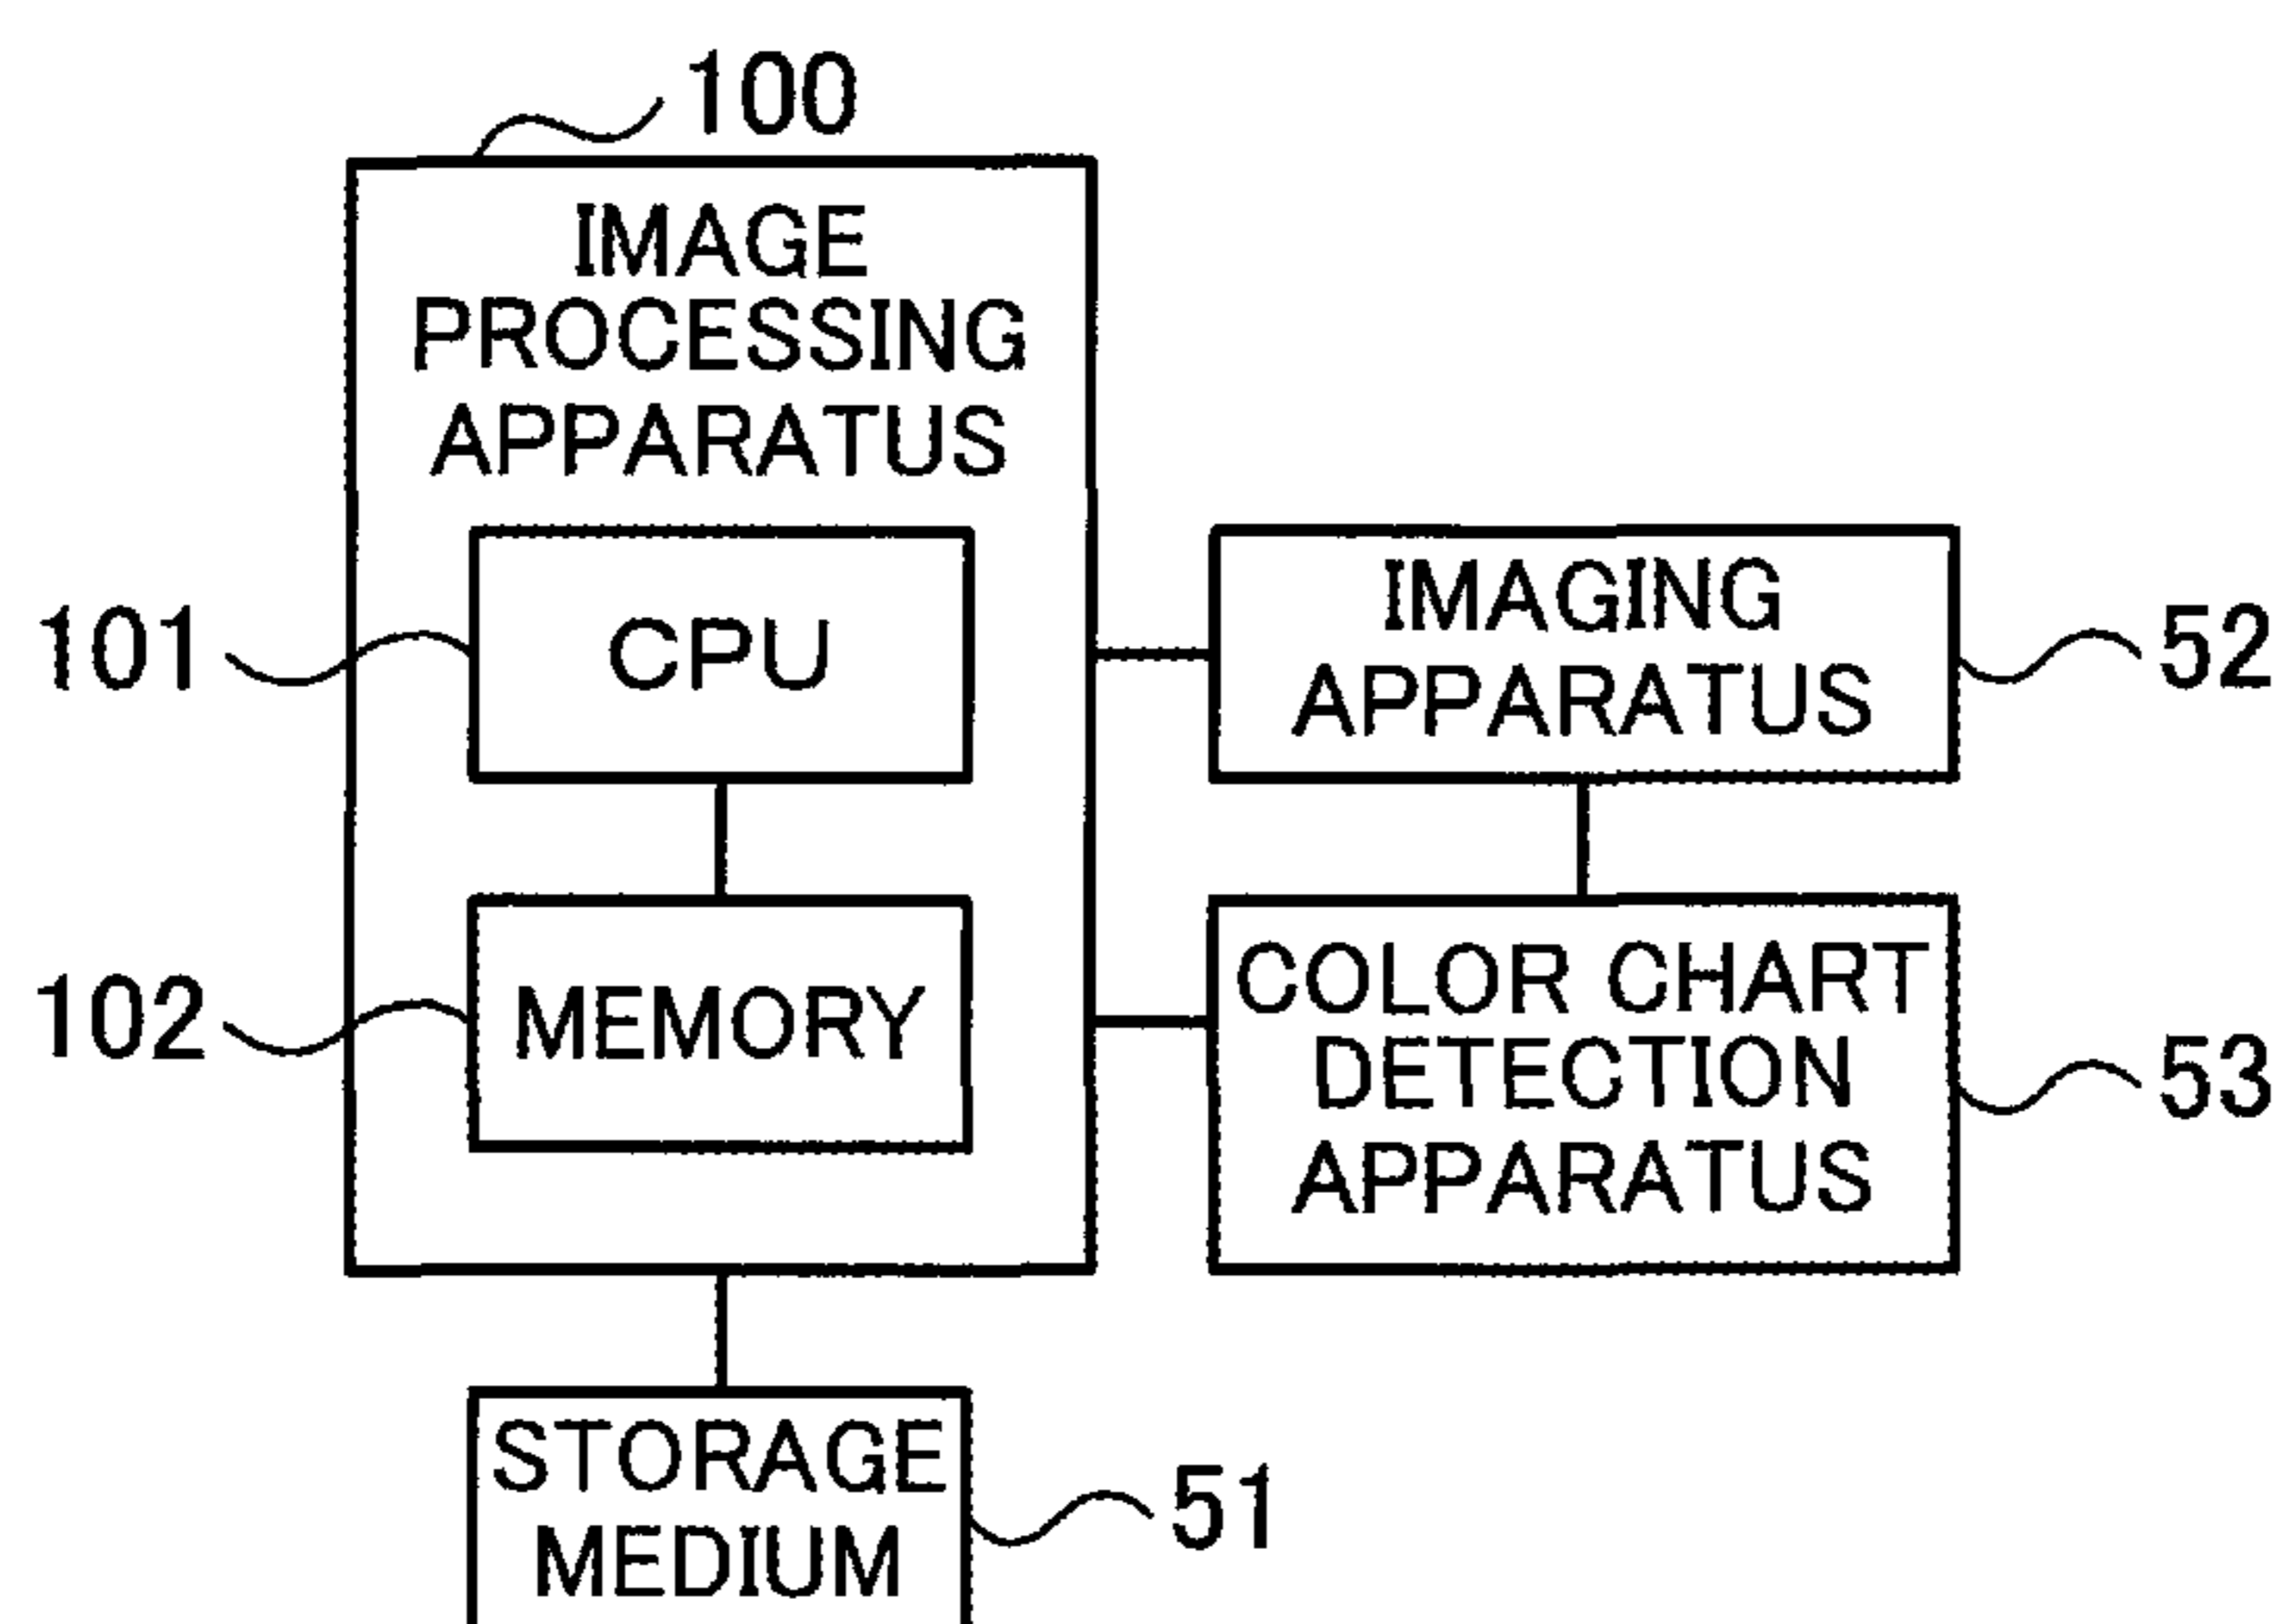 100
IMAGE
PROCESSING
APPARATUS
101
CPU
IMAGING
APPARATUS
52
102
MEMORY
COLOR CHART
DETECTION
APPARATUS
53
STORAGE
MEDIUM
51